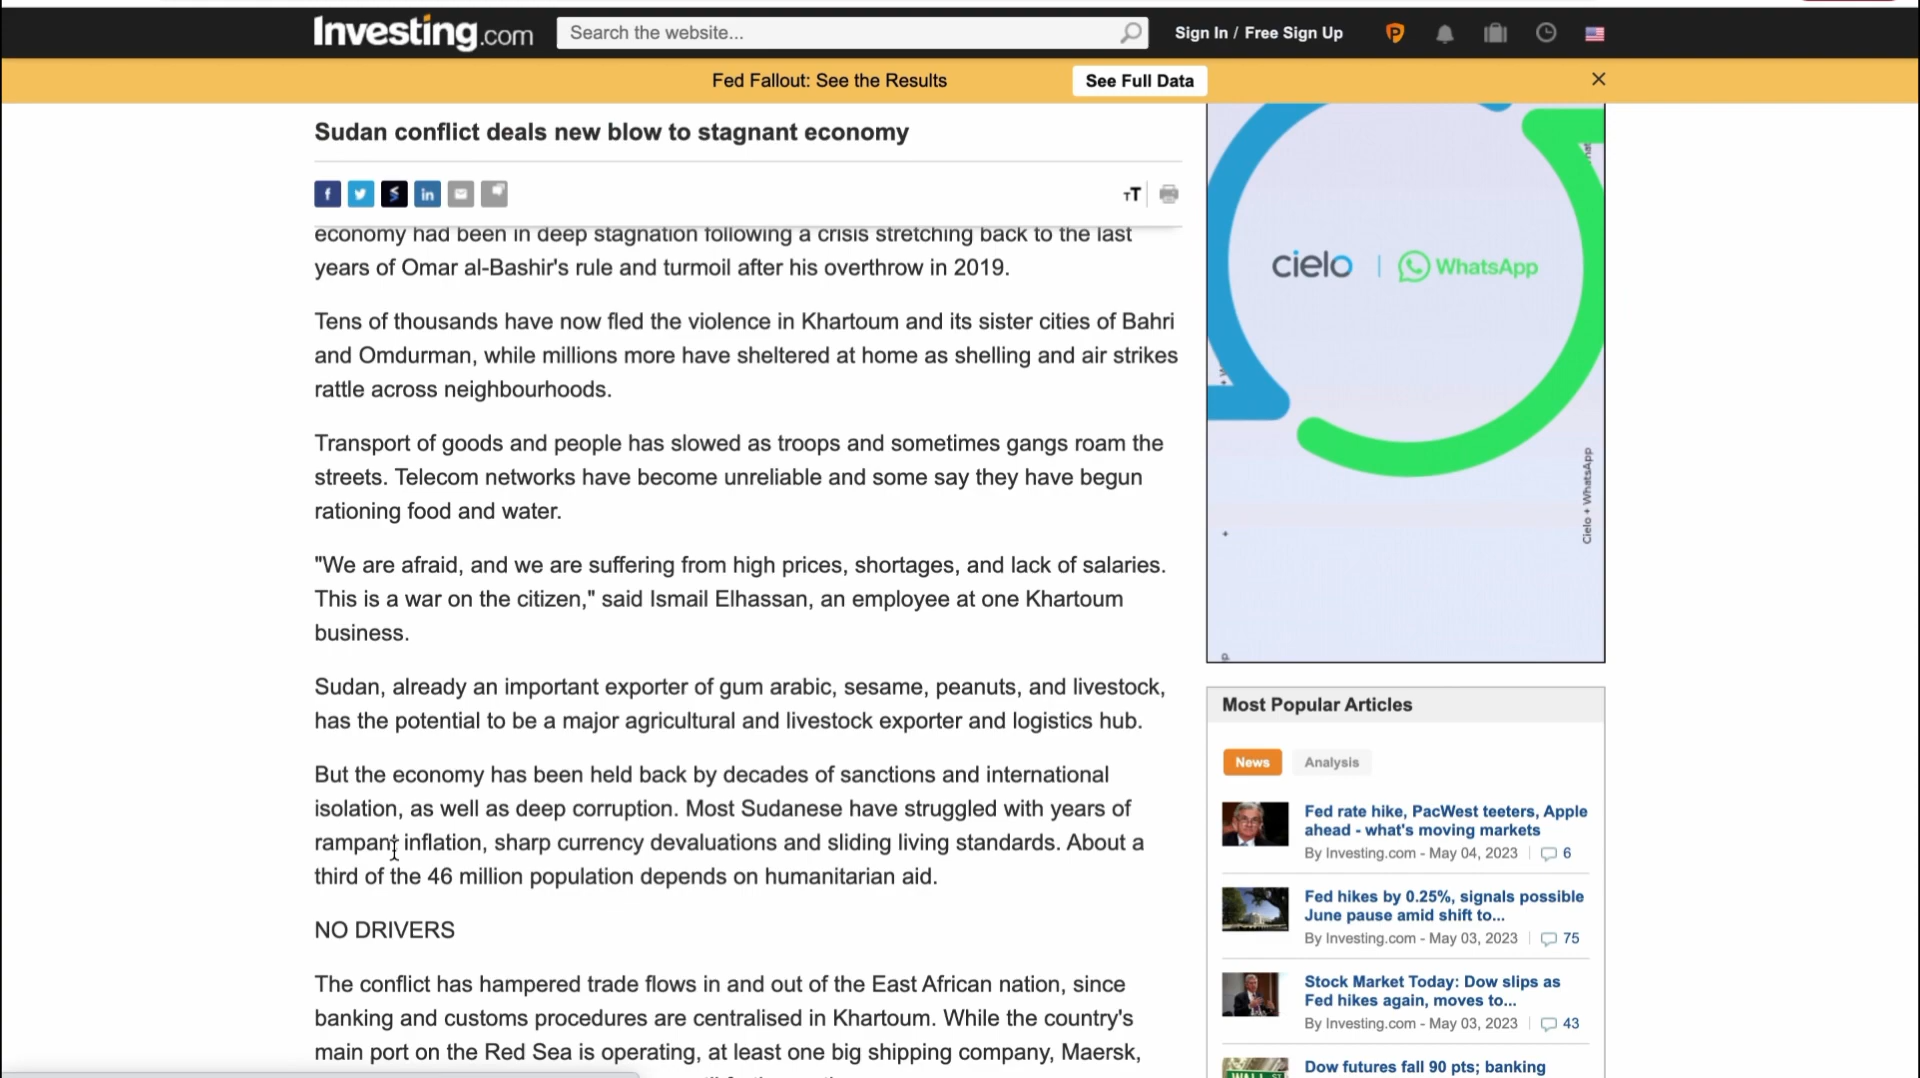 Investing.com
Search the website...
Sign In / Free Sign Up
Fed Fallout: See the Results
See Full Data
Sudan conflict deals new blow to stagnant economy
economy had been in deep stagnation following a crisis stretching back to the last
years of Omar al-Bashir's rule and turmoil after his overthrow in 2019.
Tens of thousands have now fled the violence in Khartoum and its sister cities of Bahri
and Omdurman, while millions more have sheltered at home as shelling and air strikes
rattle across neighbourhoods.
Transport of goods and people has slowed as troops and sometimes gangs roam the
streets. Telecom networks have become unreliable and some say they have begun
rationing food and water.
"We are afraid, and we are suffering from high prices, shortages, and lack of salaries.
This is a war on the citizen," said Ismail Elhassan, an employee at one Khartoum
business.
Sudan, already an important exporter of gum arabic, sesame, peanuts, and livestock,
has the potential to be a major agricultural and livestock exporter and logistics hub.
But the economy has been held back by decades of sanctions and international
isolation, as well as deep corruption. Most Sudanese have struggled with years of
rampant inflation, sharp currency devaluations and sliding living standards. About a
third of the 46 million population depends on humanitarian aid.
NO DRIVERS
The conflict has hampered trade flows in and out of the East African nation, since
banking and customs procedures are centralised in Khartoum. While the country's
main port on the Red Sea is operating, at least one big shipping company, Maersk,
cielo | WhatsApp
Cielo + WhatsApp
Most Popular Articles
News
Analysis
Fed rate hike, PacWest teeters, Apple
ahead - what's moving markets
By Investing.com - May 04, 2023 | 6
Fed hikes by 0.25%, signals possible
June pause amid shift to...
By Investing.com - May 03, 2023 | 75
Stock Market Today: Dow slips as
Fed hikes again, moves to...
By Investing.com - May 03, 2023 | 43
Dow futures fall 90 pts; banking